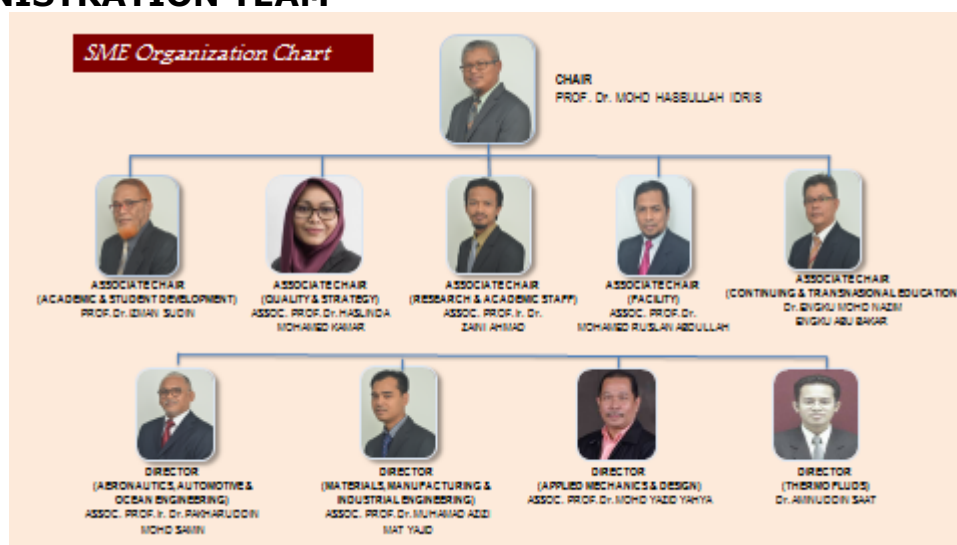 NISTRATION TEAM
SME Organization Chart
CHAIR
PROF. Dr. MOHD HASBULLAH IDRIS
ASSOCIATE CHAIR
(ACADEMIC & STUDENT DEVELOPMENT)
PROF.Dr. IZMAN SUDIN
ASSOCIATE CHAIR
(QUALITY & STRATEGY)
ASSOC. PROF.Dr. HASLINDA
MOHAMED KAMAR
ASSOCIATE CHAIR
(RESEARCH & ACADEMIC STAFF)
ASSOC. PROF.Ir. Dr.
ZAINI AHMAD
ASSOCIATE CHAIR
(FACILITY)
ASSOC. PROF.Dr.
MOHAMED RUSLAN ABDULLAH
ASSOCIATE CHAIR
(CONTINUING & TRANSNASIONAL EDUCATION
Dr. ENGKU MOHD NAZIM
ENGKU ABU BAKAR
DIRECTOR
(AERONAUTICS, AUTOMOTIVE &
OCEAN ENGINEERING)
ASSOC. PROF.Ir. Dr. PAKHARUDDIN
MOHD SAMIN
DIRECTOR
(MATERIALS, MANUFACTURING &
INDUSTRIAL ENGINEERING)
ASSOC. PROF.Dr. MUHAMAD AZIZI
MAT YAJID
DIRECTOR
(APPLIED MECHANICS & DESIGN)
ASSOC. PROF.Dr. MOHD YAZID YAHYA
DIRECTOR
(THERMO FLUIDS)
Dr. AMINUDDIN SAAT